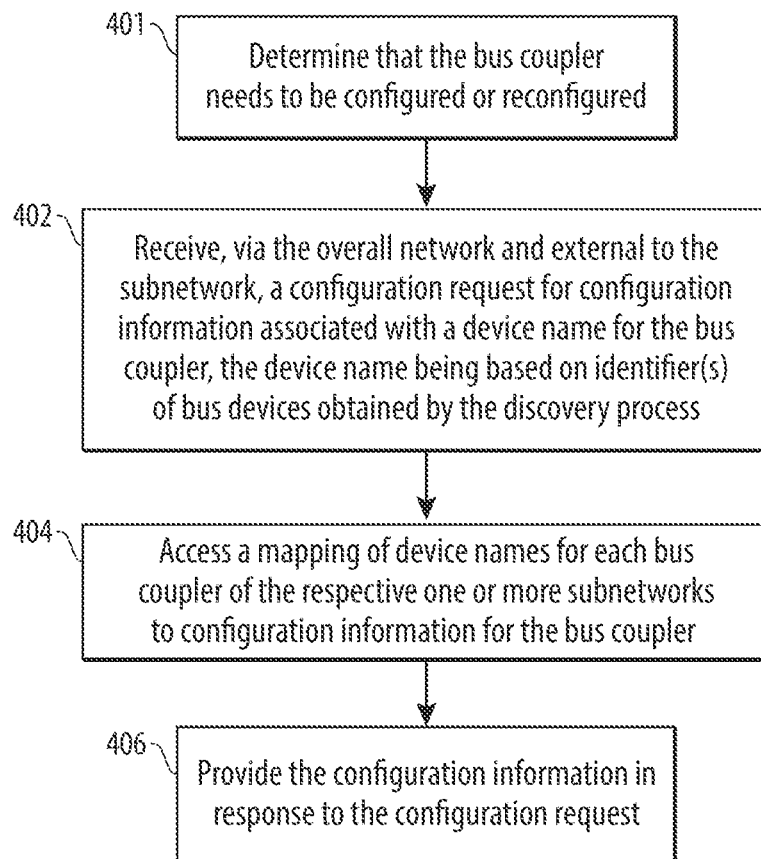 401
Determine that the bus coupler
needs to be configured or reconfigured
402
Receive, via the overall network and external to the
subnetwork, a configuration request for configuration
information associated with a device name for the bus
coupler, the device name being based on identifier(s)
of bus devices obtained by the discovery process
404
Access a mapping of device names for each bus
coupler of the respective one or more subnetworks
to configuration information for the bus coupler
406
Provide the configuration information in
response to the configuration request